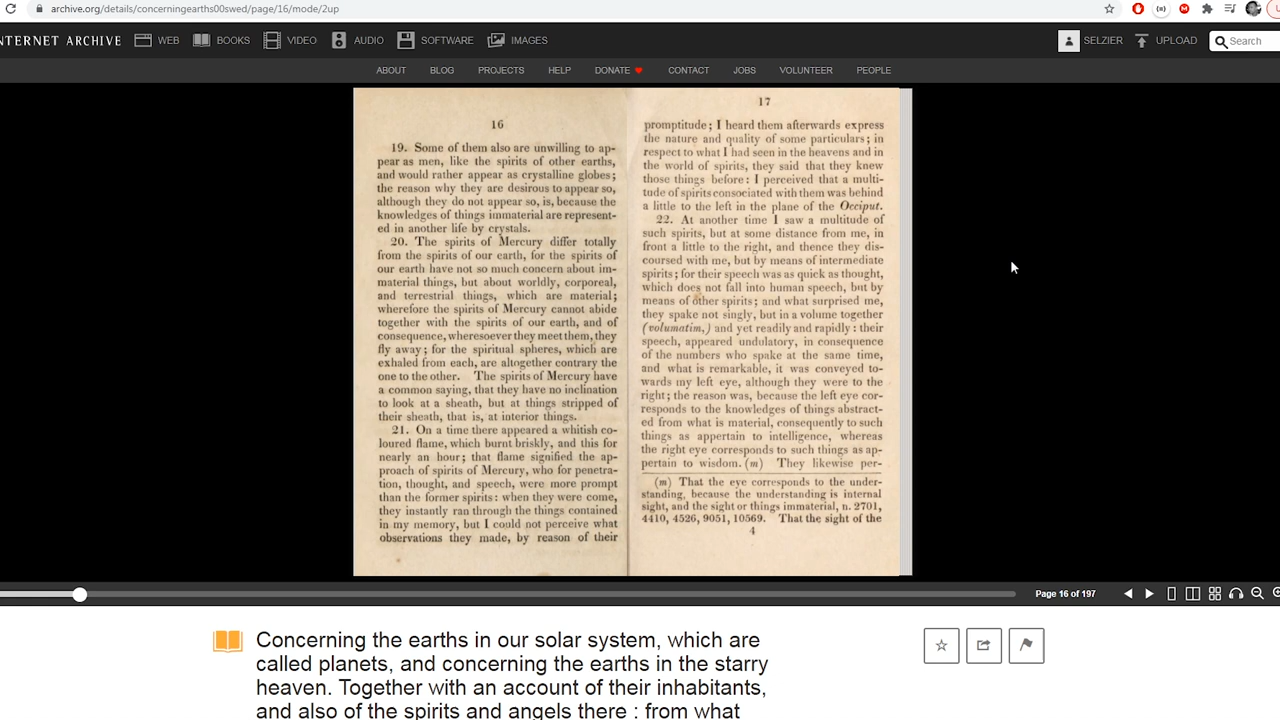 archive.org/details/concerningearths00swed/page/16/mode/2up
NTERNET ARCHIVE WEB BOOKS VIDEO AUDIO SOFTWARE IMAGES SELZIER UPLOAD Search
ABOUT BLOG PROJECTS HELP DONATE CONTACT JOBS VOLUNTEER PEOPLE
16
19. Some of them also are unwilling to ap-
pear as men, like the spirits of other earths,
and would rather appear as crystalline globes;
the reason why they are desirous to appear so,
although they do not appear so, is, because the
knowledges of things immaterial are represent-
ed in another life by crystals.
20. The spirits of Mercury differ totally
from the spirits of our earth, for the spirits of
our earth have not so much concern about im-
material things, but about worldly, corporeal,
and terrestrial things, which are material;
wherefore the spirits of Mercury cannot abide
together with the spirits of our earth, and of
consequence, wheresoever they meet them, they
fly away; for the spiritual spheres, which are
exhaled from each, are altogether contrary the
one to the other. The spirits of Mercury have
a common saying, that they have no inclination
to look at a sheath, but at things stripped of
their sheath, that is, at interior things.
21. On a time there appeared a whitish co-
loured flame, which burnt briskly, and this for
nearly an hour; that flame signified the ap-
proach of spirits of Mercury, who for penetra-
tion, thought, and speech, were more prompt
than the former spirits: when they were come,
they instantly ran through the things contained
in my memory, but I could not perceive what
observations they made, by reason of their
17
promptitude; I heard them afterwards express
the nature and quality of some particulars; in
respect to what I had seen in the heavens and in
the world of spirits, they said that they knew
those things before: I perceived that a multi-
tude of spirits consociated with them was behind
a little to the left in the plane of the Occiput.
22. At another time I saw a multitude of
such spirits, but at some distance from me, in
front a little to the right, and thence they dis-
coursed with me, but by means of intermediate
spirits; for their speech was as quick as thought,
which does not fall into human speech, but by
means of other spirits; and what surprised me,
they spake not singly, but in a volume together
(volumatim,) and yet readily and rapidly: their
speech, appeared undulatory, in consequence
of the numbers who spake at the same time,
and what is remarkable, it was conveyed to-
wards my left eye, although they were to the
right; the reason was, because the left eye cor-
responds to the knowledges of things abstract-
ed from what is material, consequently to such
things as appertain to intelligence, whereas
the right eye corresponds to such things as ap-
pertain to wisdom. (m) They likewise per-
(m) That the eye corresponds to the under-
standing, because the understanding is internal
sight, and the sight or things immaterial, n. 2701,
4410, 4526, 9051, 10569. That the sight of the
4
Page 16 of 197
Concerning the earths in our solar system, which are
called planets, and concerning the earths in the starry
heaven. Together with an account of their inhabitants,
and also of the spirits and angels there : from what